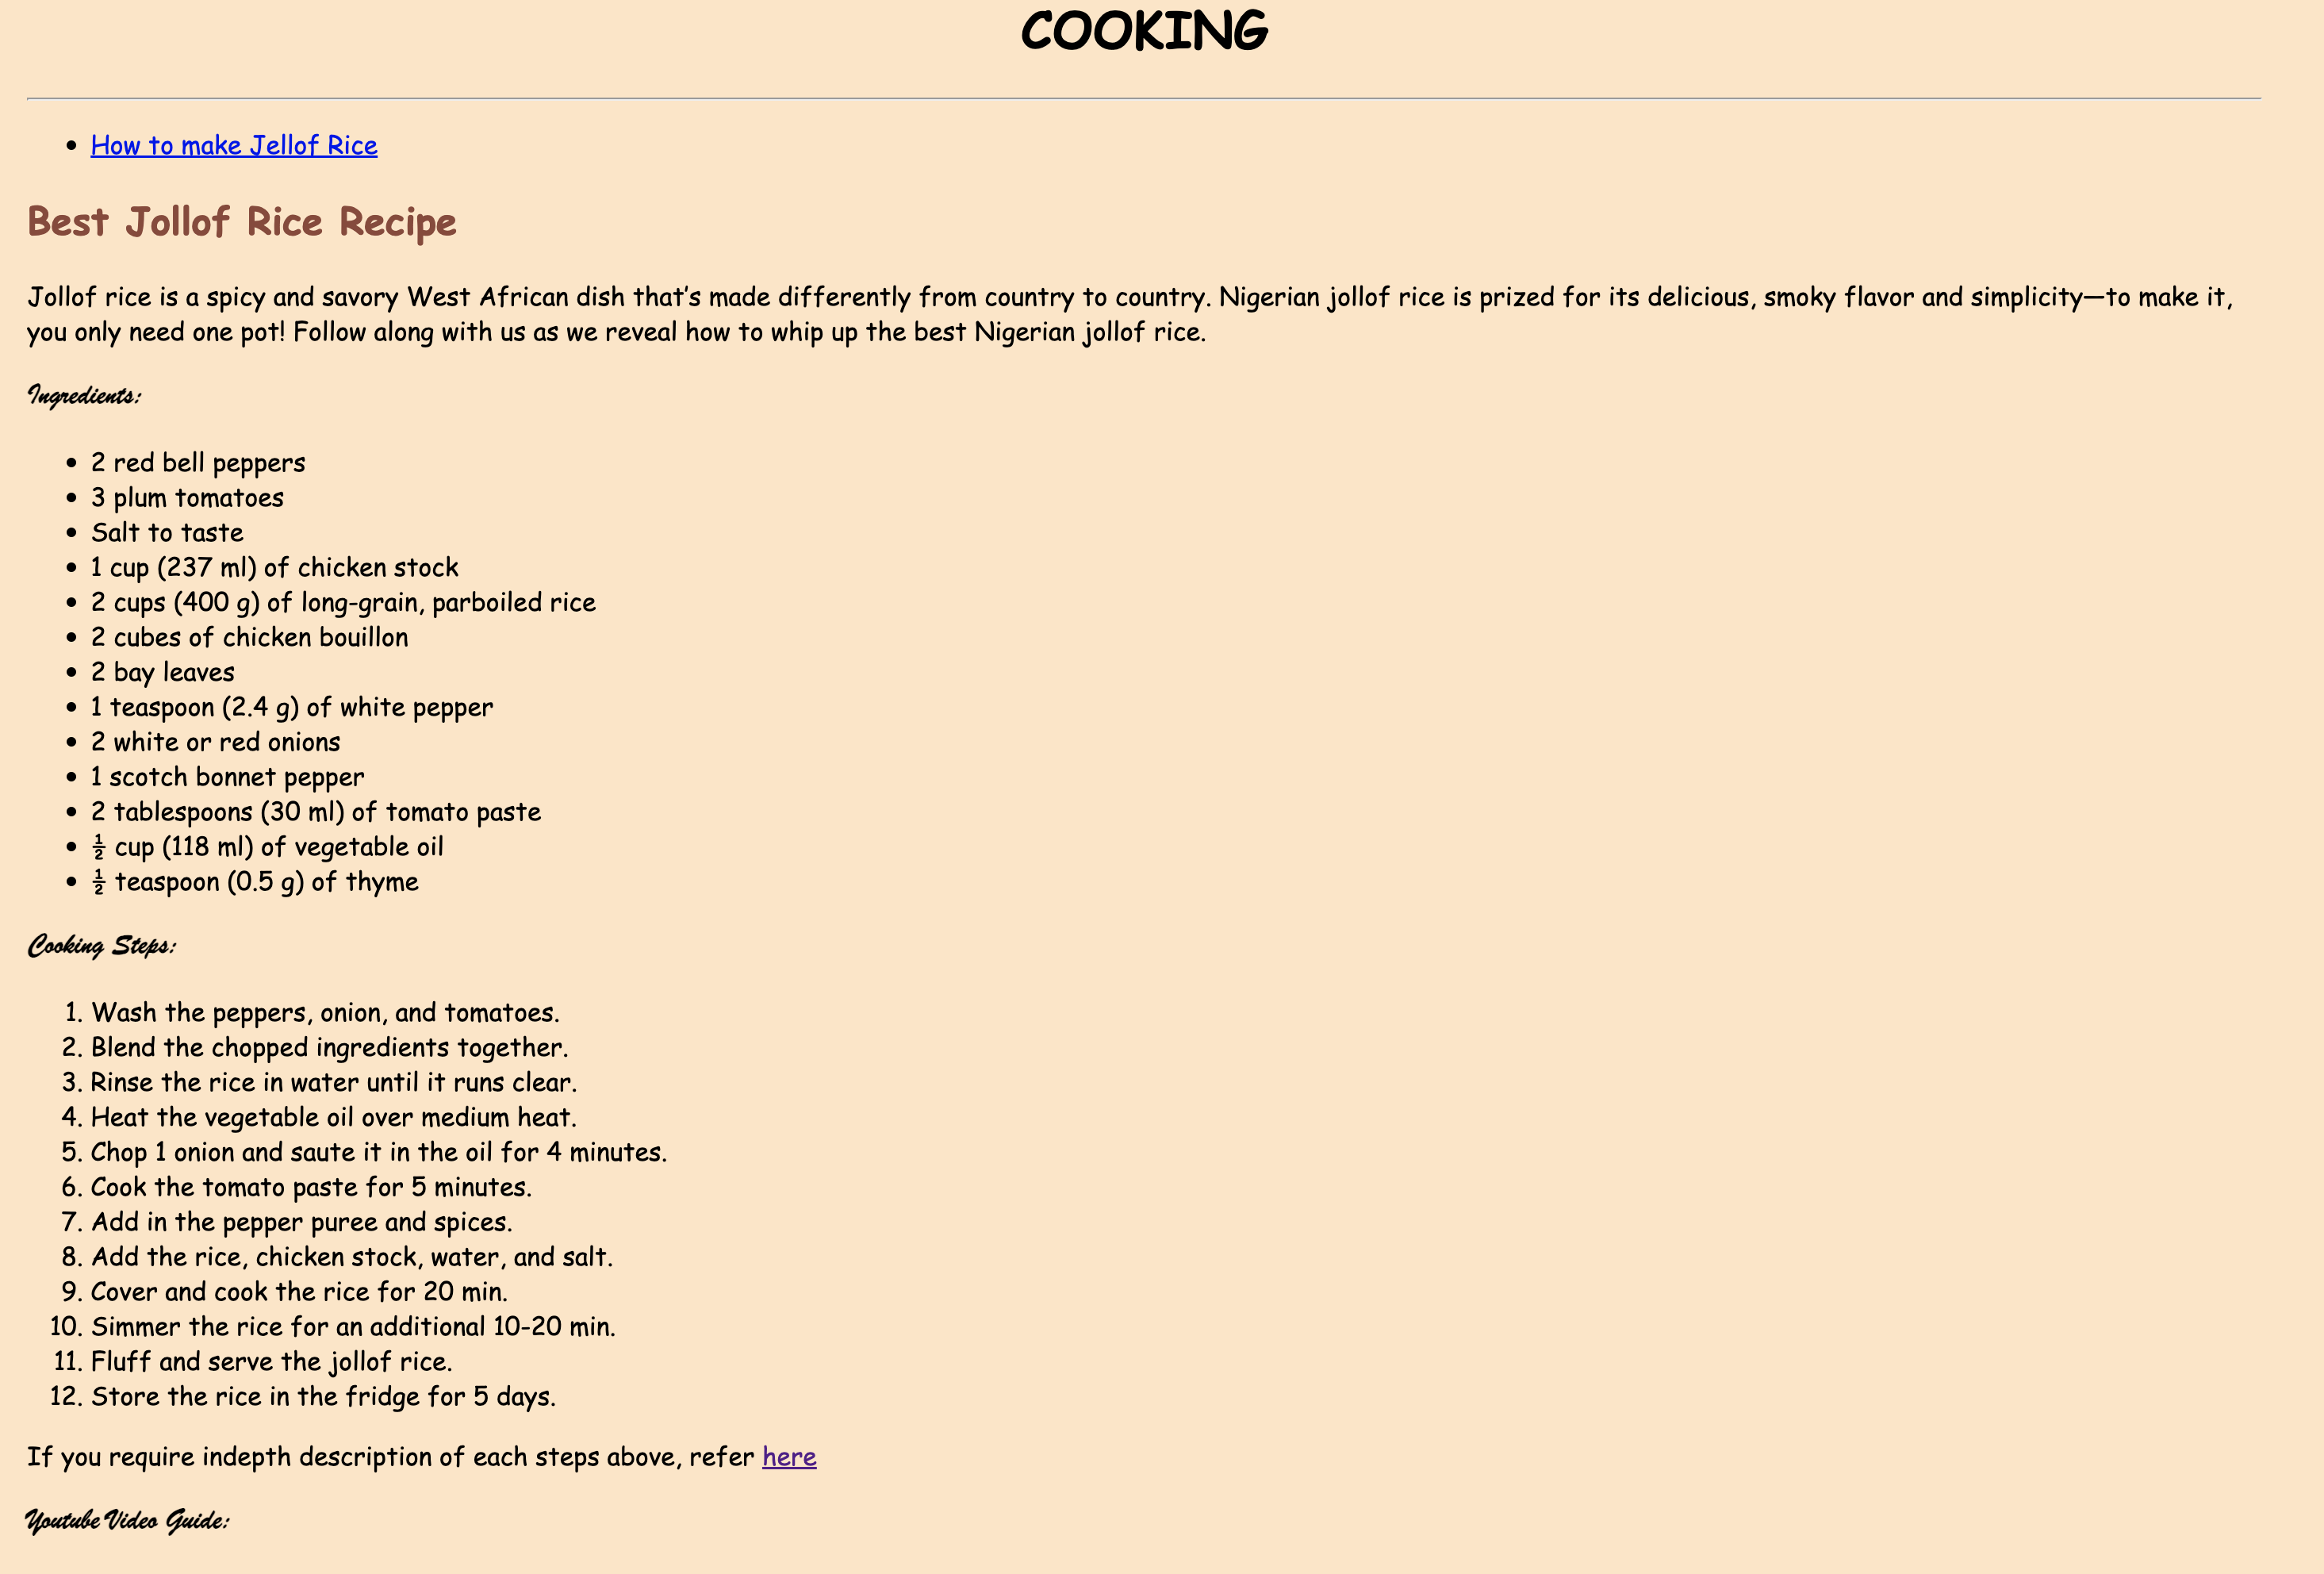 COOKING
How to make Jellof Rice
Best Jollof Rice Recipe
Jollof rice is a spicy and savory West African dish that's made differently from country to country. Nigerian jollof rice is prized for its delicious, smoky flavor and simplicity—to make it,
you only need one pot! Follow along with us as we reveal how to whip up the best Nigerian jollof rice.
Ingredients:
• 2 red bell peppers
• 3 plum tomatoes
• Salt to taste
• 1 cup (237 ml) of chicken stock
• 2 cups (400 g) of long-grain, parboiled rice
• 2 cubes of chicken bouillon
• 2 bay leaves
• 1 teaspoon (2.4 g) of white pepper
• 2 white or red onions
• 1 scotch bonnet pepper
• 2 tablespoons (30 ml) of tomato paste
• ½ cup (118 ml) of vegetable oil
• ½ teaspoon (0.5 g) of thyme
Cooking Steps:
1. Wash the peppers, onion, and tomatoes.
2. Blend the chopped ingredients together.
3. Rinse the rice in water until it runs clear.
4. Heat the vegetable oil over medium heat.
5. Chop 1 onion and saute it in the oil for 4 minutes.
6. Cook the tomato paste for 5 minutes.
7. Add in the pepper puree and spices.
8. Add the rice, chicken stock, water, and salt.
9. Cover and cook the rice for 20 min.
10. Simmer the rice for an additional 10-20 min.
11. Fluff and serve the jollof rice.
12. Store the rice in the fridge for 5 days.
If you require indepth description of each steps above, refer here
Youtube Video Guide: